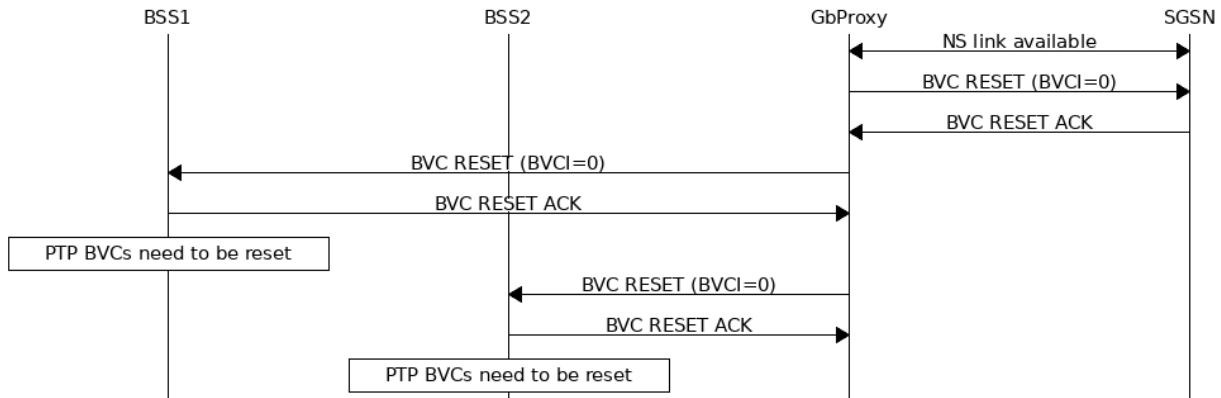 BSS1 BSS2 GbProxy SGSN
NS link available
BVC RESET (BVCI=0)
BVC RESET ACK
BVC RESET (BVCI=0)
BVC RESET ACK
PTP BVCs need to be reset
BVC RESET (BVCI=0)
BVC RESET ACK
PTP BVCs need to be reset